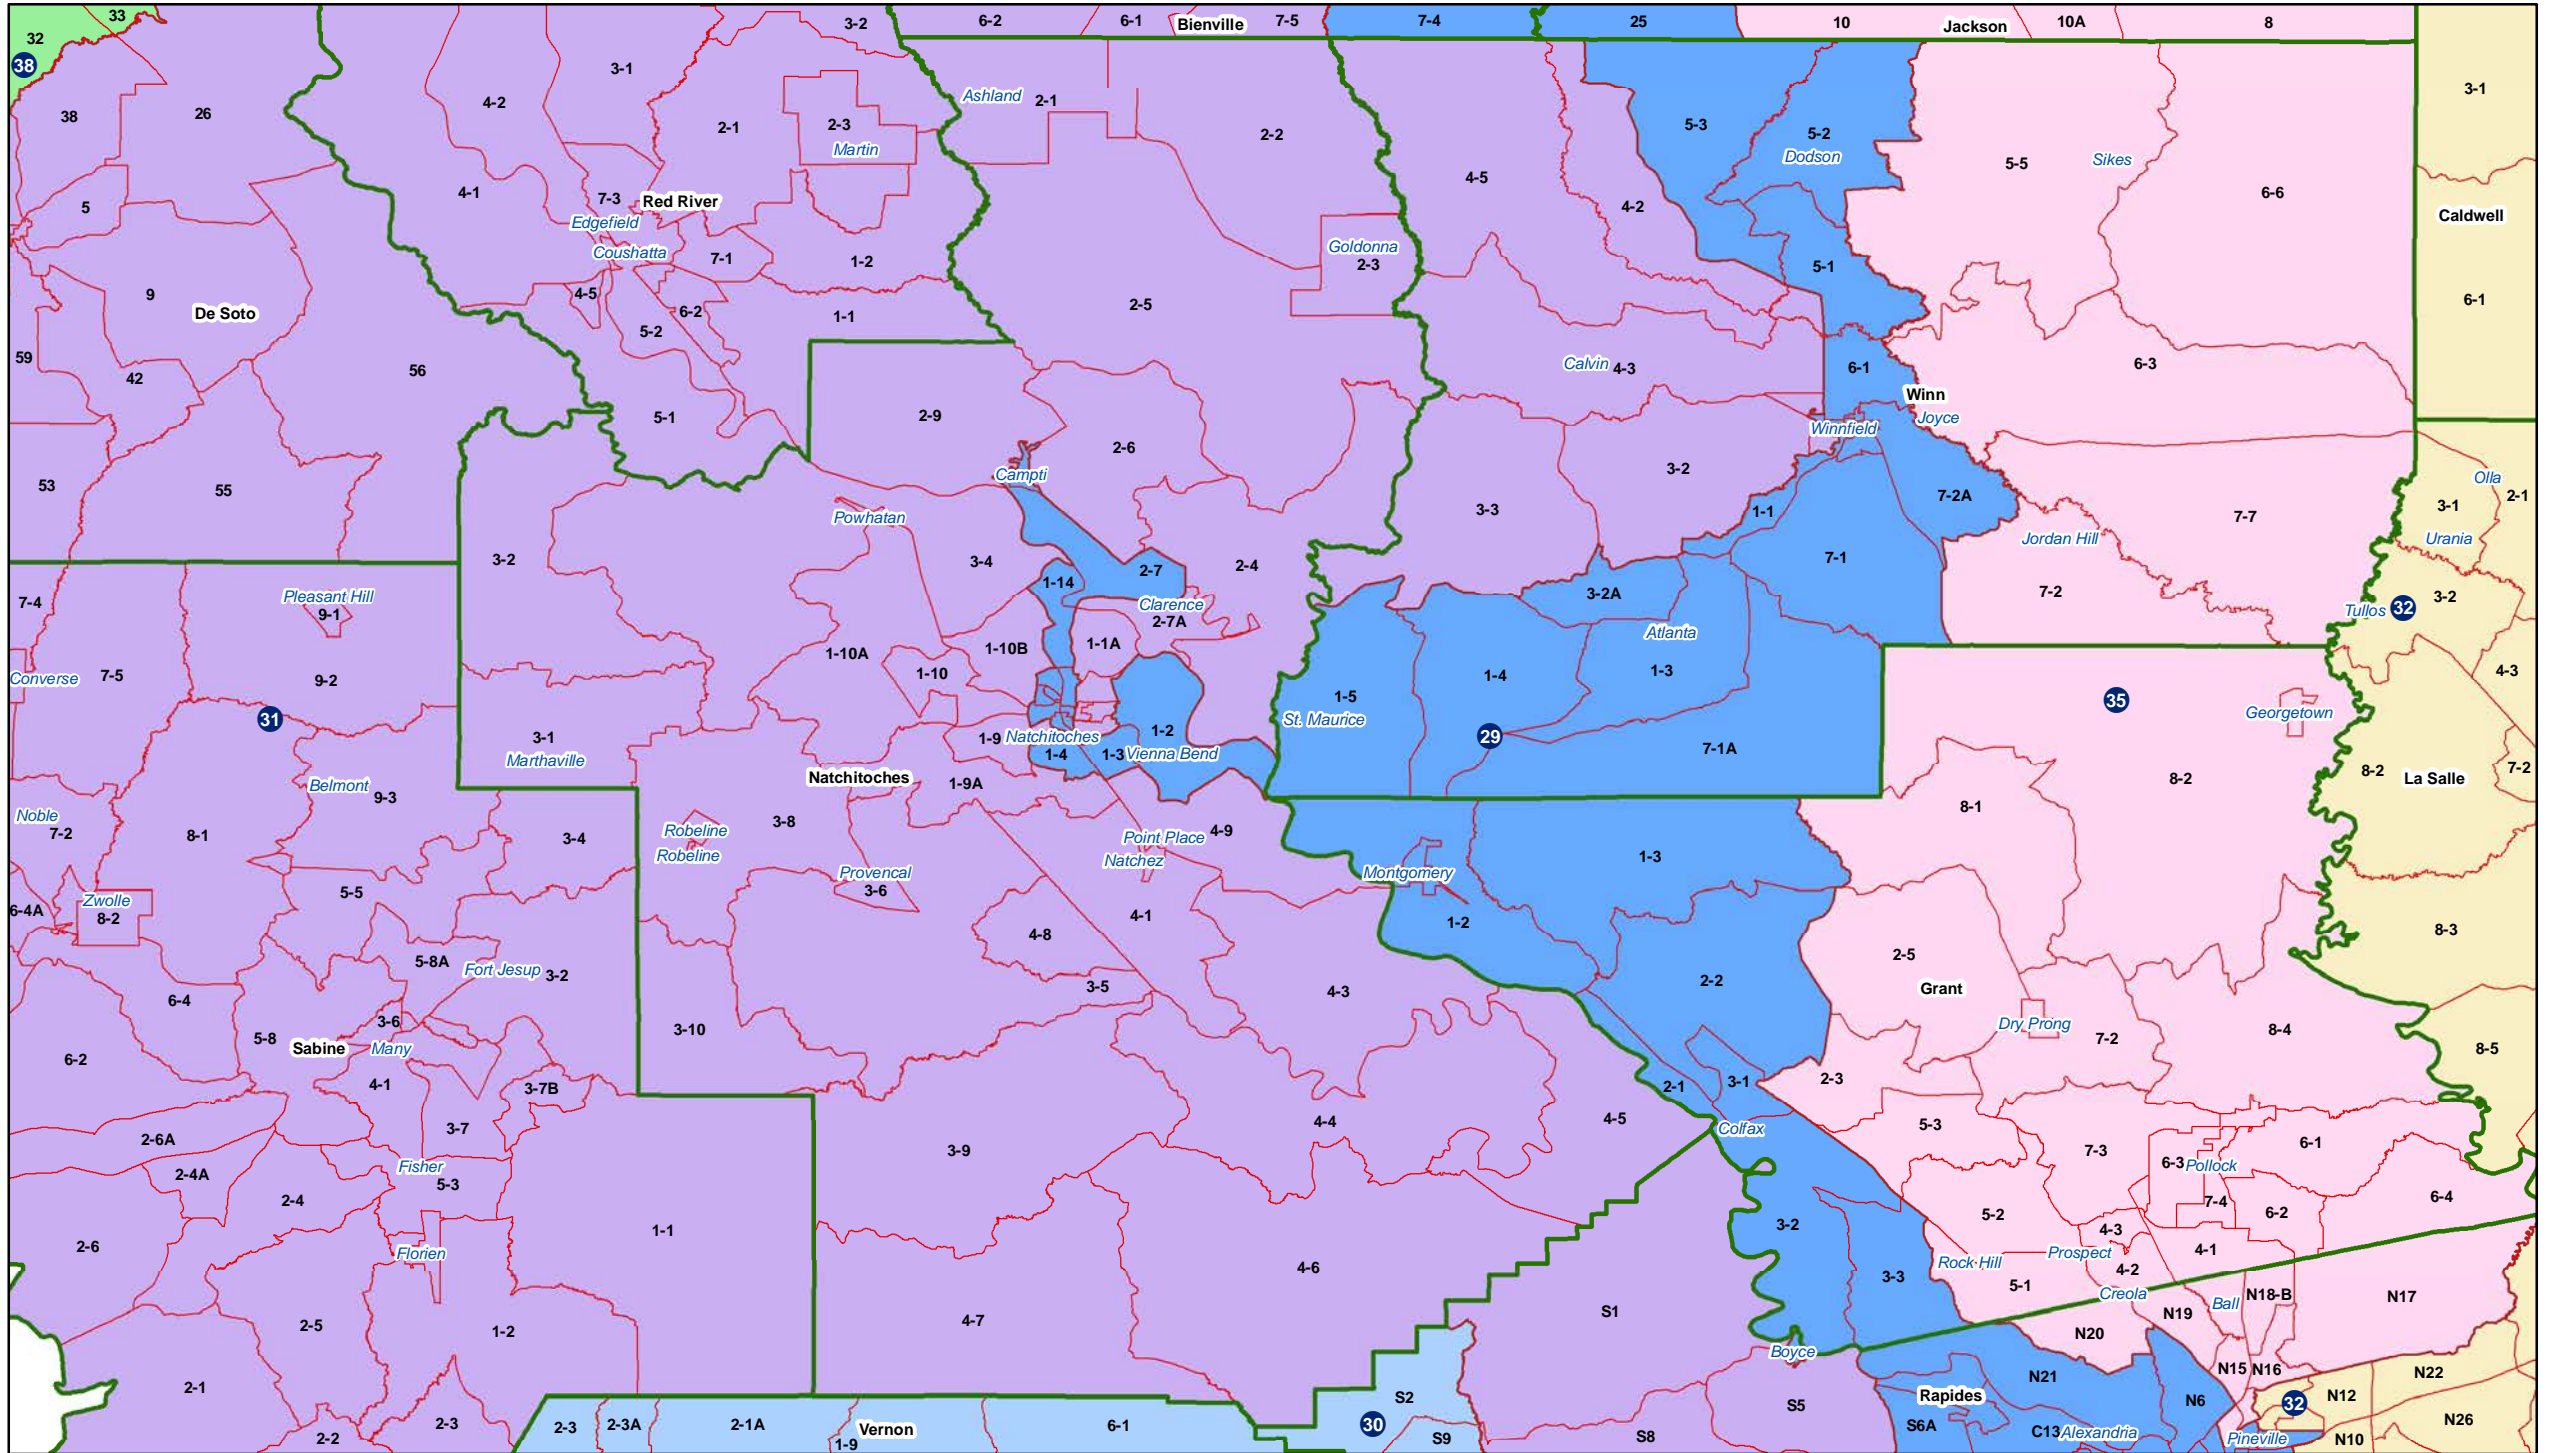 33
3-2
6-2
6-1
Bienville
7-5
7-4
25
10
Jackson
10A
8
32
38
3-1
4-2
26
38
2-1
2-3
Martin
Ashland
2-1
2-2
5-3
5-2
Dodson
5-5
Sikes
6-6
3-1
Caldwell
6-1
4-1
7-3
Red River
Edgefield
Coushatta
7-1
1-2
5
9
De Soto
4-5
6-2
5-2
1-1
2-5
Goldonna
2-3
4-5
4-2
5-1
59
42
56
5-1
2-9
2-6
Calvin
4-3
6-1
6-3
Winn
Joyce
Winnfield
53
55
Campti
Powhatan
3-2
3-4
3-3
3-2
1-1
7-2A
7-7
Jordan Hill
Olla
3-1
2-1
Urania
7-1
7-2
3-2
Tullos
32
7-4
Pleasant Hill
9-1
1-14
2-7
2-4
Clarence
2-7A
3-2A
Atlanta
1-3
1-4
1-5
St. Maurice
29
7-1A
Converse
7-5
9-2
31
1-10A
1-10
1-10B
1-1A
3-1
Marthaville
1-9
Natchitoches
1-4
1-3
1-2
Vienna Bend
35
Georgetown
4-3
Natchitoches
1-9A
8-2
8-2
La Salle
7-2
Belmont
9-3
Noble
7-2
8-1
3-4
Robeline
Robeline
3-8
Provencal
3-6
Point Place
4-9
Natchez
Montgomery
1-3
8-1
Zwolle
8-2
6-4A
5-5
4-8
4-1
1-2
8-3
5-8A
Fort Jesup
3-2
6-4
3-5
4-3
2-2
2-5
Grant
Dry Prong
7-2
8-4
3-6
5-8
Sabine
Many
3-10
6-2
4-1
3-7B
2-1
3-1
2-3
8-5
2-6A
3-7
3-9
4-4
4-5
Colfax
5-3
7-3
6-3
Pollock
6-1
2-4A
Fisher
5-3
2-4
7-4
6-2
6-4
2-6
1-1
Florien
4-6
3-2
3-3
5-2
4-3
Rock Hill
Prospect
4-1
4-2
5-1
Creola
2-5
1-2
4-7
S1
N19
Ball
N18-B
N17
N20
Boyce
2-1
N15
N16
N21
N22
2-3
2-2
2-3
2-3A
2-1A
1-9
Vernon
6-1
S2
30
S9
S8
S5
Rapides
S6A
C13
Alexandria
N6
32
N12
Pineville
N10
N26